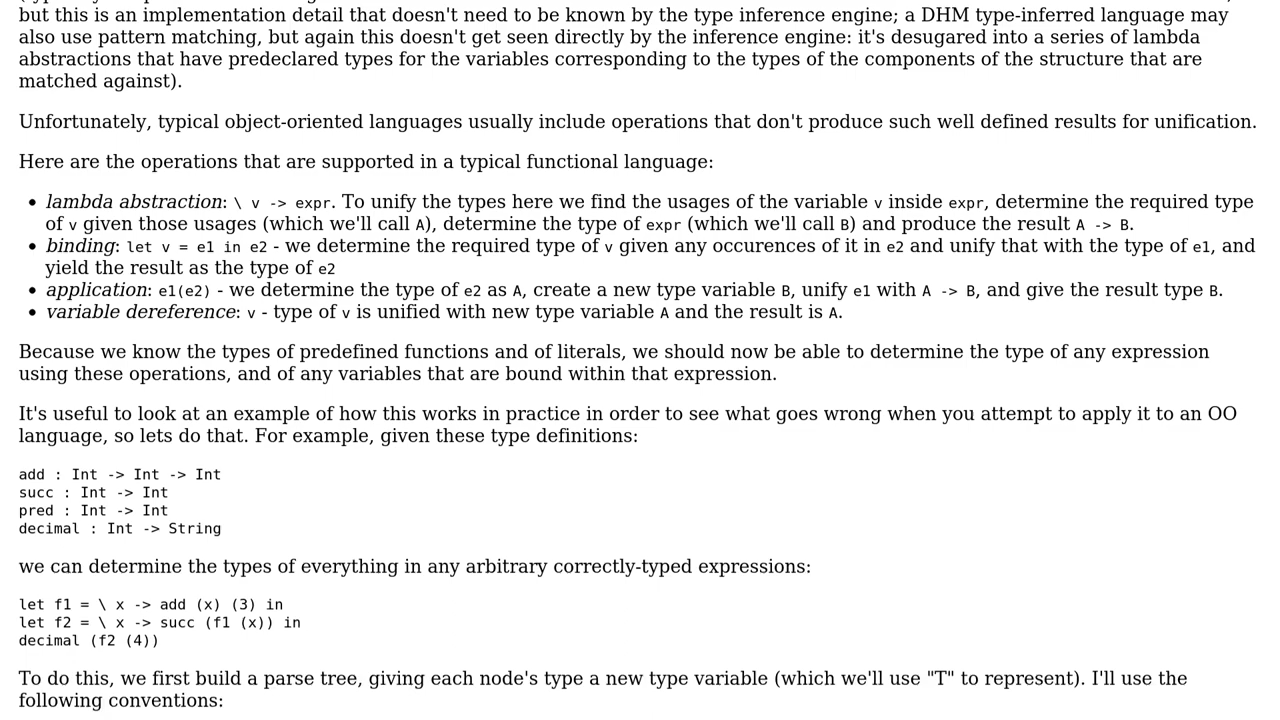 but this is an implementation detail that doesn't need to be known by the type inference engine; a DHM type-inferred language may
also use pattern matching, but again this doesn't get seen directly by the inference engine: it's desugared into a series of lambda
abstractions that have predeclared types for the variables corresponding to the types of the components of the structure that are
matched against).
Unfortunately, typical object-oriented languages usually include operations that don't produce such well defined results for unification.
Here are the operations that are supported in a typical functional language:
• lambda abstraction: \ v -> expr. To unify the types here we find the usages of the variable v inside expr, determine the required type
of v given those usages (which we'll call A), determine the type of expr (which we'll call B) and produce the result A -> B.
• binding: let v = e1 in e2 - we determine the required type of v given any occurences of it in e2 and unify that with the type of e1, and
yield the result as the type of e2
• application: e1(e2) - we determine the type of e2 as A, create a new type variable B, unify e1 with A -> B, and give the result type B.
• variable dereference: v - type of v is unified with new type variable A and the result is A.
Because we know the types of predefined functions and of literals, we should now be able to determine the type of any expression
using these operations, and of any variables that are bound within that expression.
It's useful to look at an example of how this works in practice in order to see what goes wrong when you attempt to apply it to an OO
language, so lets do that. For example, given these type definitions:
add : Int -> Int -> Int
succ : Int -> Int
pred : Int -> Int
decimal : Int -> String
we can determine the types of everything in any arbitrary correctly-typed expressions:
let f1 = \ x -> add (x) (3) in
let f2 = \ x -> succ (f1 (x)) in
decimal (f2 (4))
To do this, we first build a parse tree, giving each node's type a new type variable (which we'll use "T" to represent). I'll use the
following conventions: